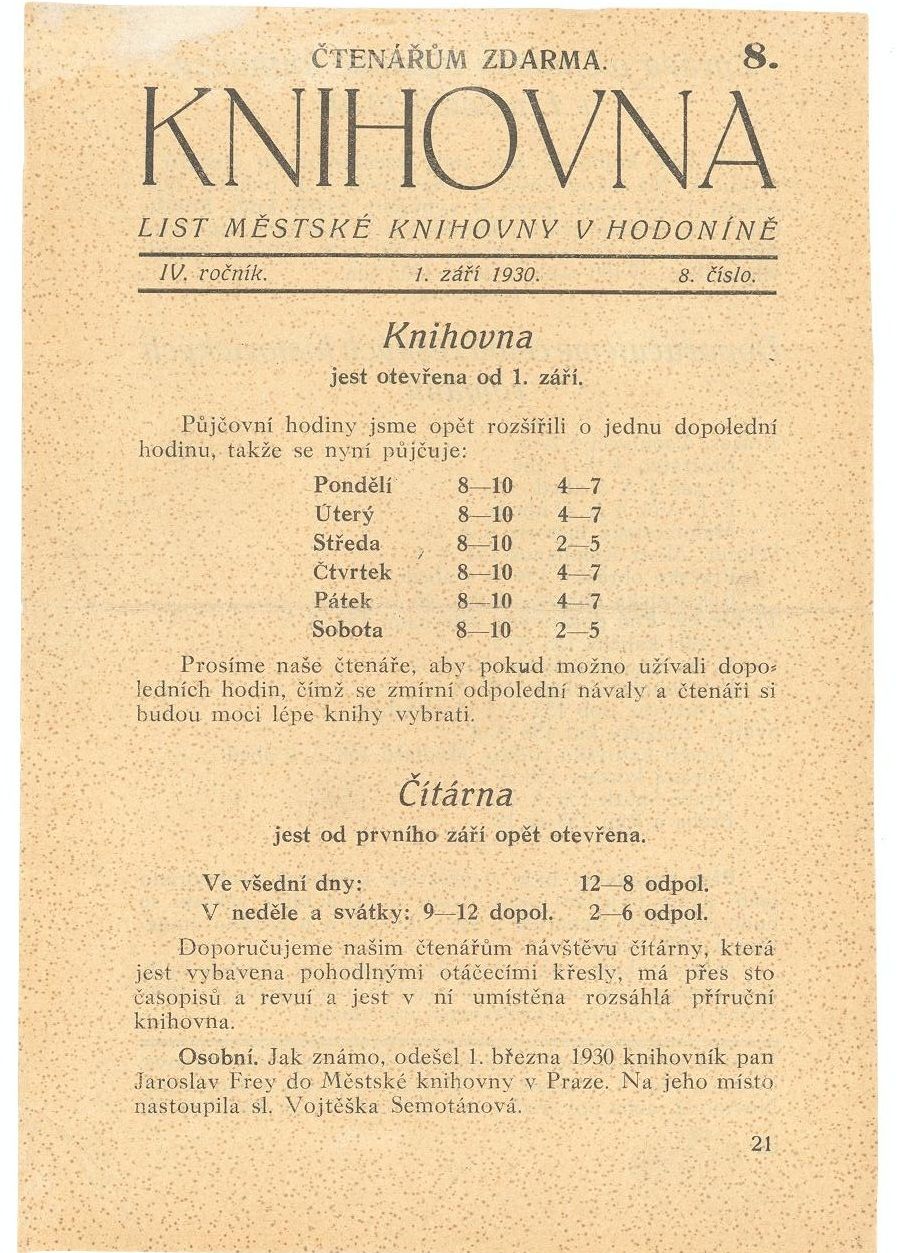 ČTENÁŘŮM ZDARMA. 8.
KNIHOVNA
LIST MĚSTSKÉ KNIHOVNY V HODONÍNĚ
IV. ročník. 1. září 1930. 8. číslo.
Knihovna
jest otevřena od 1. září.
Půjčovní hodiny jsme opět rozšířili o jednu dopolední
hodinu, takže se nyní půjčuje:
Pondělí 8—10 4—7
Úterý 8—10 4—7
Středa 8—10 2—5
Čtvrtek 8—10 4—7
Pátek 8—10 4—7
Sobota 8—10 2—5
Prosíme naše čtenáře, aby pokud možno užívali dopo-
ledních hodin, čímž se zmírní odpolední návaly a čtenáři si
budou moci lépe knihy vybrati.
Čítárna
jest od prvního září opět otevřena.
Ve všední dny: 12—8 odpol.
V neděle a svátky: 9—12 dopol. 2—6 odpol.
Doporučujeme našim čtenářům návštěvu čítárny, která
jest vybavena pohodlnými otáčecími křesly, má přes sto
časopisů a revuí a jest v ní umístěna rozsáhlá příruční
knihovna.
Osobní. Jak známo, odešel 1. března 1930 knihovník pan
Jaroslav Frey do Městské knihovny v Praze. Na jeho místo
nastoupila sl. Vojtěška Semotánová.
21